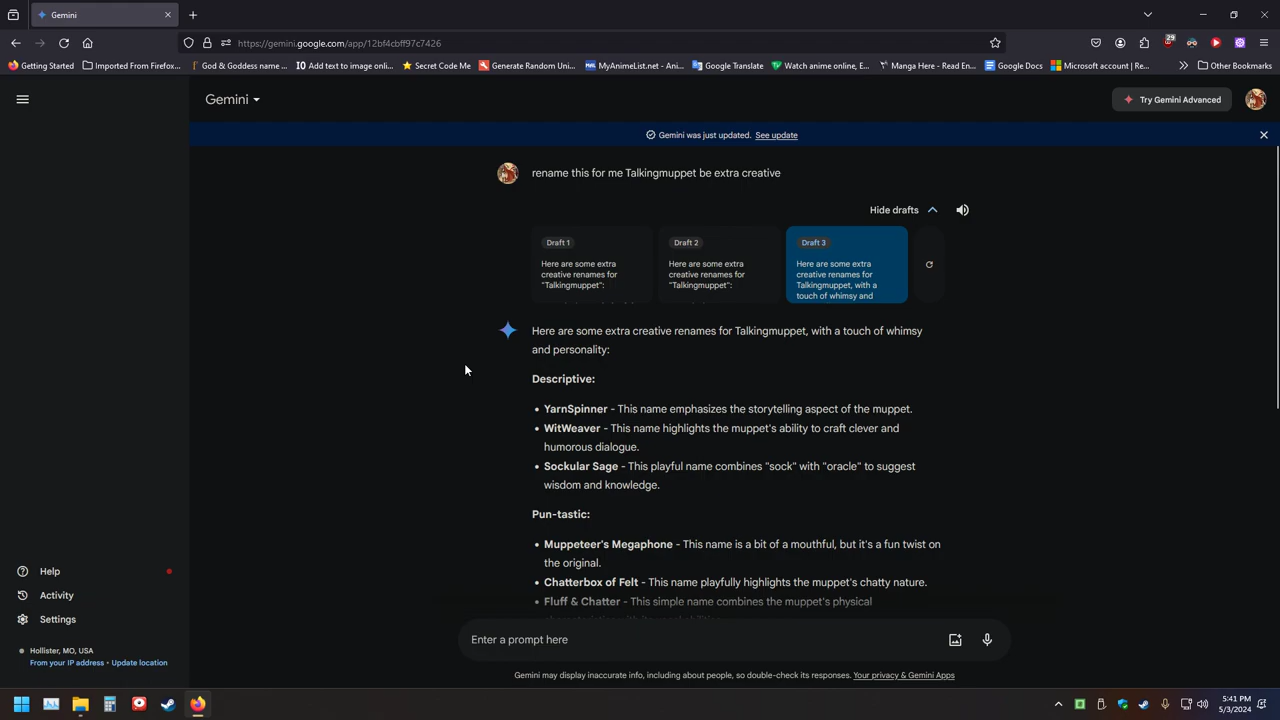 Gemini
https://gemini.google.com/app/12bf4cbff97c7426
Getting Started
Imported From Firefox...
God & Goddess name ...
Add text to image onl...
Secret Code Me
Generate Random Uni...
MyAnimeList.net - Ani...
Google Translate
Watch anime online, E...
Manga Here - Read En...
Google Docs
Microsoft account | Re...
Other Bookmarks
Gemini
Try Gemini Advanced
Gemini was just updated. See update
rename this for me Talkingmuppet be extra creative
Hide drafts
Draft 1
Here are some extra
creative renames for
"Talkingmuppet":
Draft 2
Here are some extra
creative renames for
"Talkingmuppet":
Draft 3
Here are some extra
creative renames for
Talkingmuppet, with a
touch of whimsy and
Here are some extra creative renames for Talkingmuppet, with a touch of whimsy
and personality:
Descriptive:
• YarnSpinner - This name emphasizes the storytelling aspect of the muppet.
• WitWeaver - This name highlights the muppet's ability to craft clever and
humorous dialogue.
• Sockular Sage - This playful name combines "sock" with "oracle" to suggest
wisdom and knowledge.
Pun-tastic:
• Muppeteer's Megaphone - This name is a bit of a mouthful, but it's a fun twist on
the original.
• Chatterbox of Felt - This name playfully highlights the muppet's chatty nature.
• Fluff & Chatter - This simple name combines the muppet's physical
Help
Activity
Settings
Hollister, MO, USA
From your IP address • Update location
Enter a prompt here
Gemini may display inaccurate info, including about people, so double-check its responses. Your privacy & Gemini Apps
5:41 PM
5/3/2024